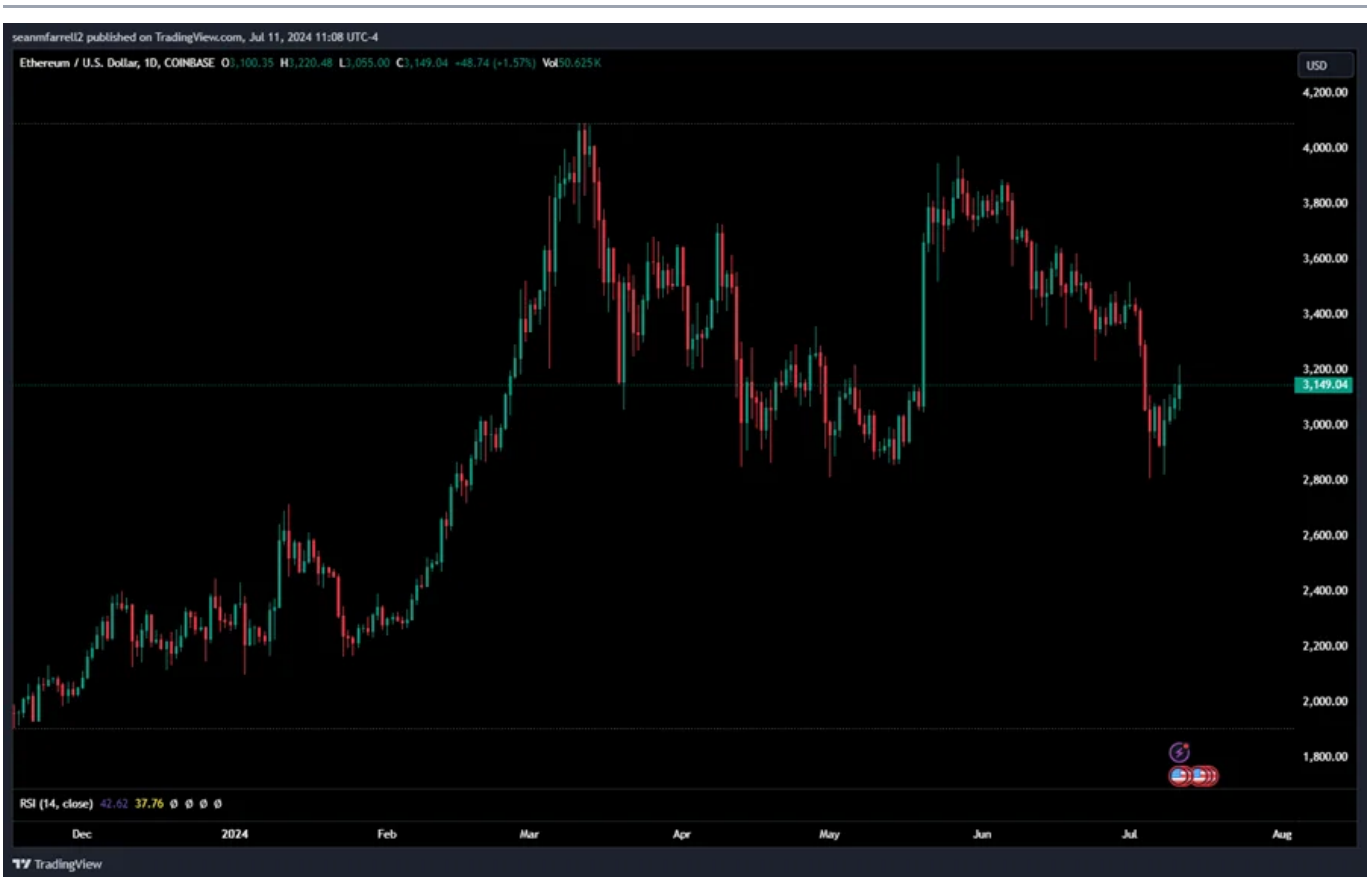 seanmfarrell2 published on TradingView.com, Jul 11, 2024 11:08 UTC-4
Ethereum / U.S. Dollar, 1D, COINBASE O3,100.35 H3,220.48 L3,055.00 C3,149.04 +48.74 (+1.57%) Vol50.625K
USD
4,200.00
4,000.00
3,800.00
3,600.00
3,400.00
3,200.00
3,149.04
3,000.00
2,800.00
2,600.00
2,400.00
2,200.00
2,000.00
1,800.00
RSI (14, close) 42.62 37.76 Ø Ø Ø Ø
Dec 2024 Feb Mar Apr May Jun Jul Aug
TradingView